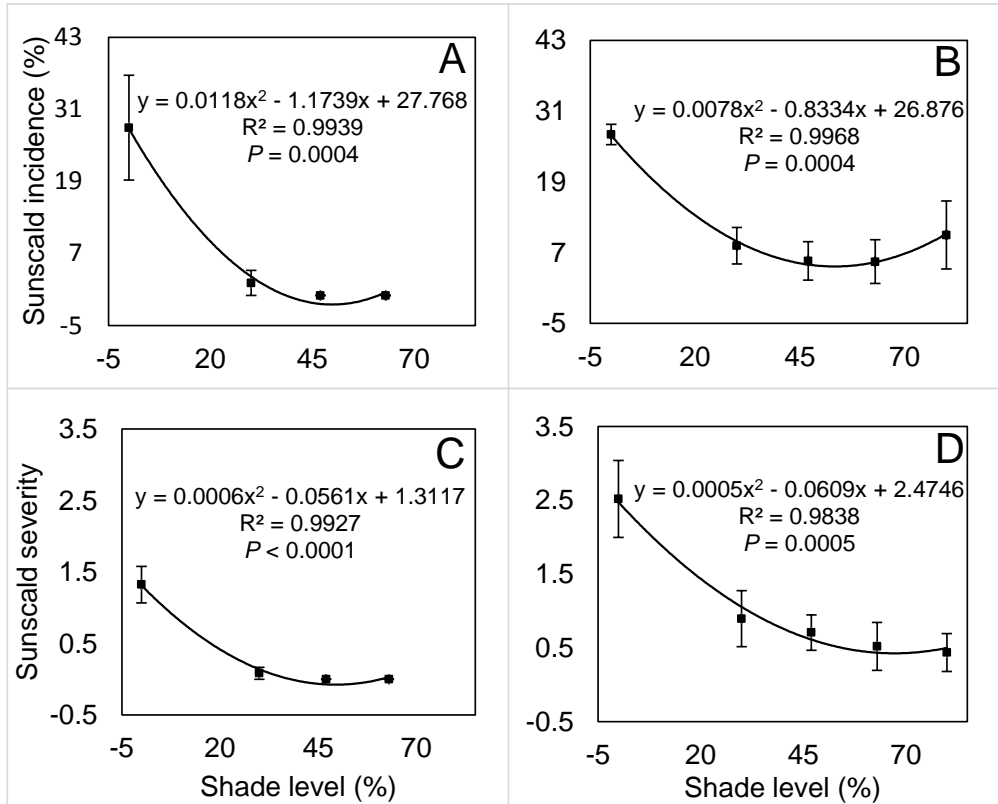 Sunscald incidence (%)
43
31
19
7
-5
A
y = 0.0118x² - 1.1739x + 27.768
R² = 0.9939
P = 0.0004
-5 20 45 70
43
31
19
7
-5
B
y = 0.0078x² - 0.8334x + 26.876
R² = 0.9968
P = 0.0004
-5 20 45 70
Sunscald severity
3.5
2.5
1.5
0.5
-0.5
C
y = 0.0006x² - 0.0561x + 1.3117
R² = 0.9927
P < 0.0001
-5 20 45 70
Shade level (%)
3.5
2.5
1.5
0.5
-0.5
D
y = 0.0005x² - 0.0609x + 2.4746
R² = 0.9838
P = 0.0005
-5 20 45 70
Shade level (%)